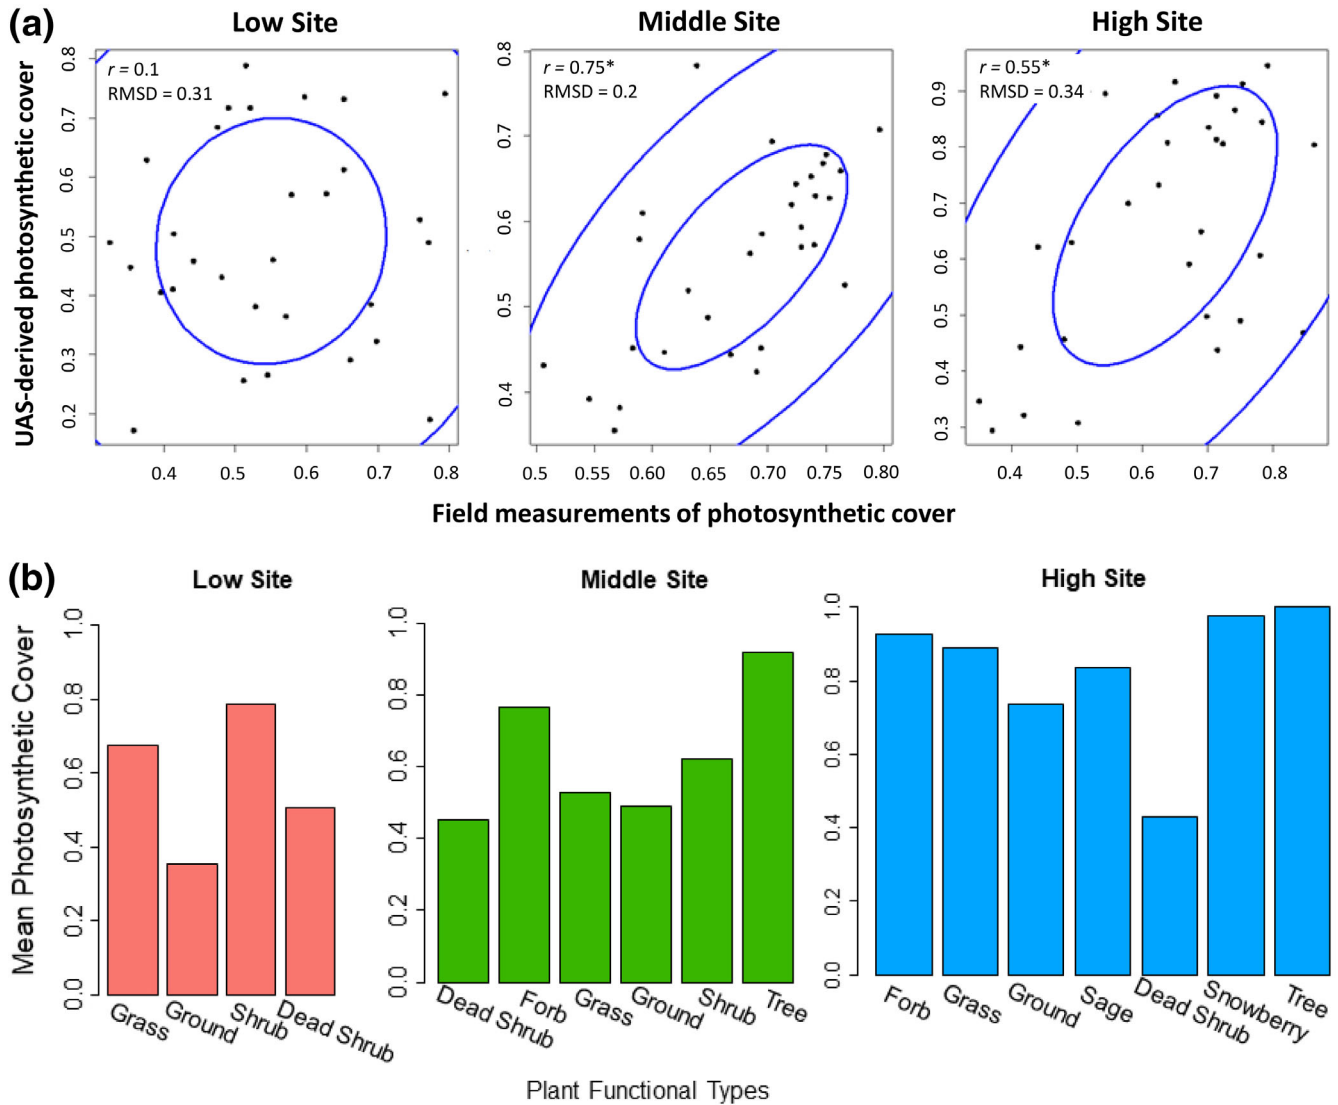 (a)
Low Site
Middle Site
High Site
UAS-derived photosynthetic cover
r = 0.1
RMSD = 0.31
0.8
0.7
0.6
0.5
0.4
0.3
0.2
0.4 0.5 0.6 0.7 0.8
r = 0.75*
RMSD = 0.2
0.8
0.7
0.6
0.5
0.4
0.5 0.55 0.60 0.65 0.70 0.75 0.80
r = 0.55*
RMSD = 0.34
0.9
0.8
0.7
0.6
0.5
0.4
0.3
0.4 0.5 0.6 0.7 0.8
Field measurements of photosynthetic cover
(b)
Low Site
Middle Site
High Site
Mean Photosynthetic Cover
1.0
0.8
0.6
0.4
0.2
0.0
Grass
Ground
Shrub
Dead Shrub
1.0
0.8
0.6
0.4
0.2
0.0
Dead Shrub
Forb
Grass
Ground
Shrub
Tree
1.0
0.8
0.6
0.4
0.2
0.0
Forb
Grass
Ground
Sage
Dead Shrub
Snowberry
Tree
Plant Functional Types